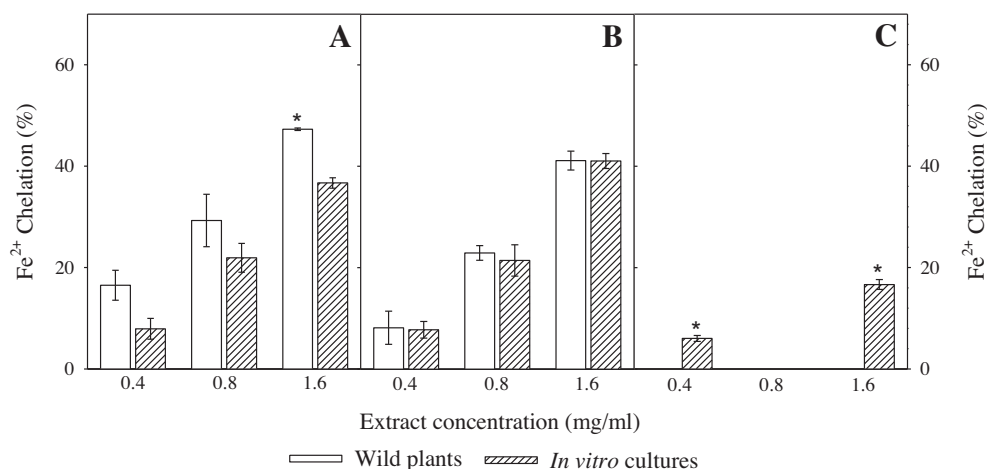 A B C
60 60
40 40
20 20
0 0
Fe²⁺ Chelation (%)
Fe²⁺ Chelation (%)
*
*
*
0.4 0.8 1.6 0.4 0.8 1.6 0.4 0.8 1.6
Extract concentration (mg/ml)
Wild plants In vitro cultures